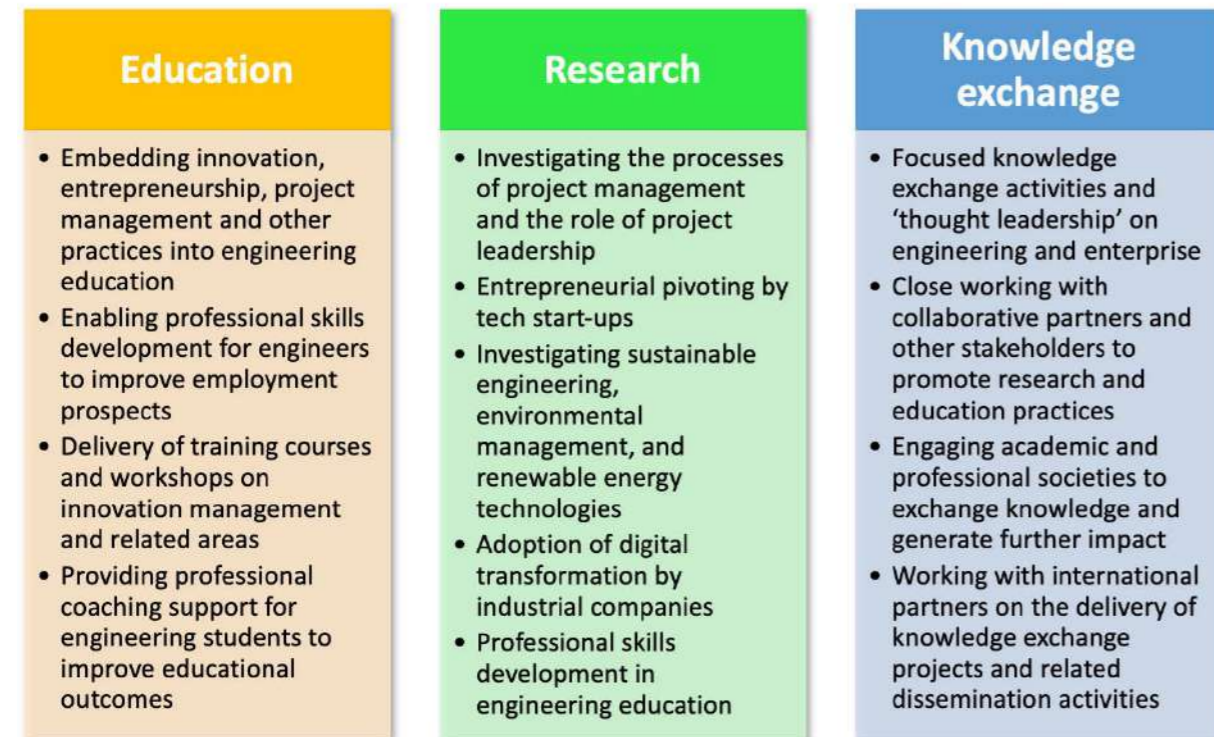 Education
• Embedding innovation,
entrepreneurship, project
management and other
practices into engineering
education
• Enabling professional skills
development for engineers
to improve employment
prospects
• Delivery of training courses
and workshops on
innovation management
and related areas
• Providing professional
coaching support for
engineering students to
improve educational
outcomes
Research
• Investigating the processes
of project management
and the role of project
leadership
• Entrepreneurial pivoting by
tech start-ups
• Investigating sustainable
engineering,
environmental
management, and
renewable energy
technologies
• Adoption of digital
transformation by
industrial companies
• Professional skills
development in
engineering education
Knowledge
exchange
• Focused knowledge
exchange activities and
‘thought leadership’ on
engineering and enterprise
• Close working with
collaborative partners and
other stakeholders to
promote research and
education practices
• Engaging academic and
professional societies to
exchange knowledge and
generate further impact
• Working with international
partners on the delivery of
knowledge exchange
projects and related
dissemination activities